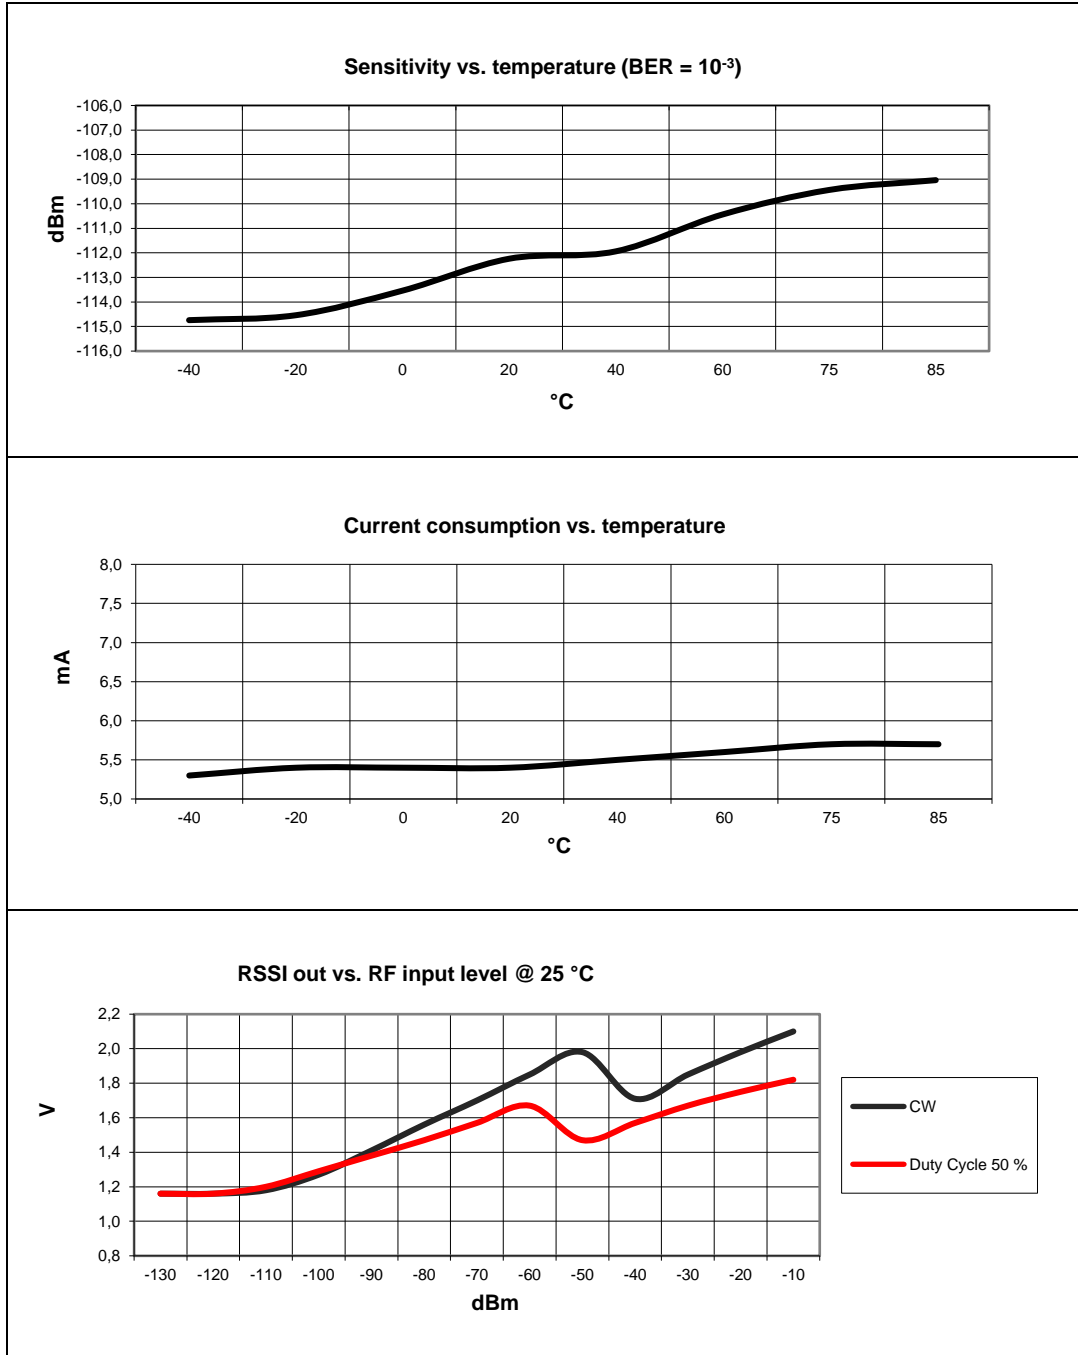 Sensitivity vs. temperature (BER = 10⁻³)
-106,0
-107,0
-108,0
-109,0
-110,0
-111,0
-112,0
-113,0
-114,0
-115,0
-116,0
dBm
-40 -20 0 20 40 60 75 85
°C
Current consumption vs. temperature
8,0
7,5
7,0
6,5
6,0
5,5
5,0
mA
-40 -20 0 20 40 60 75 85
°C
RSSI out vs. RF input level @ 25 °C
2,2
2,0
1,8
1,6
1,4
1,2
1,0
0,8
V
-130 -120 -110 -100 -90 -80 -70 -60 -50 -40 -30 -20 -10
dBm
CW
Duty Cycle 50 %